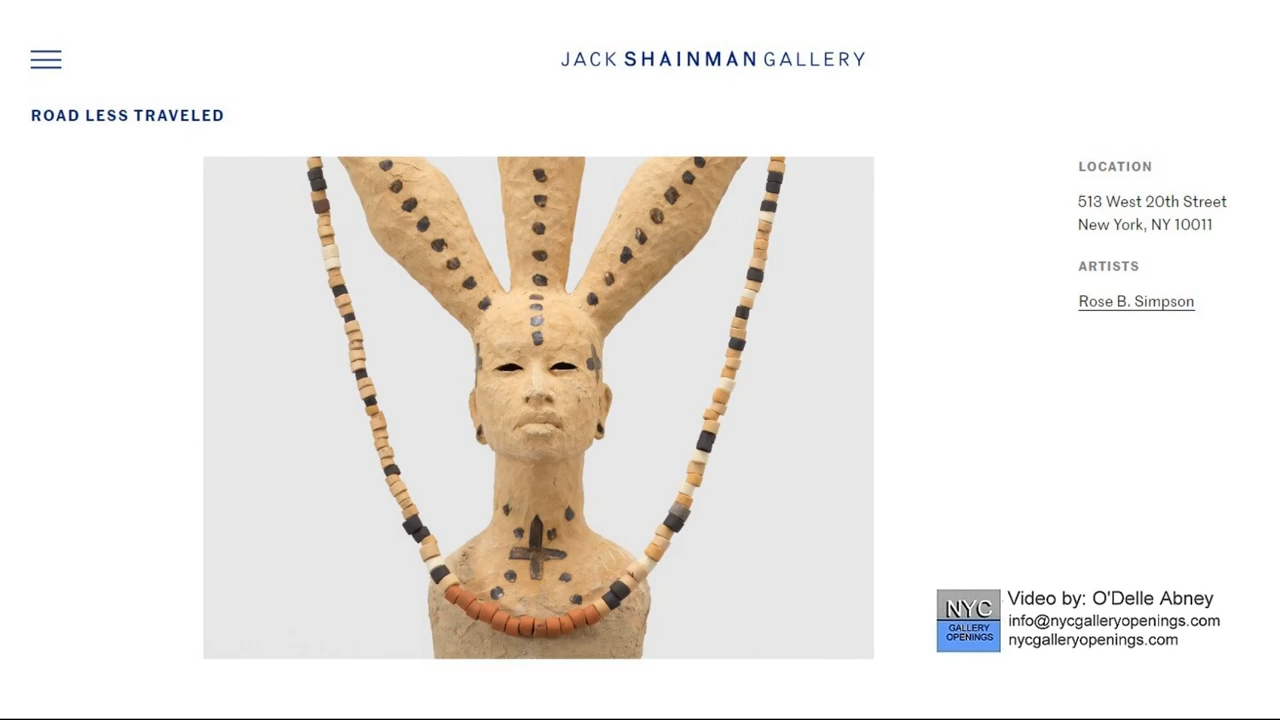 JACK SHAINMAN GALLERY
ROAD LESS TRAVELED
LOCATION
513 West 20th Street
New York, NY 10011
ARTISTS
Rose B. Simpson
NYC
GALLERY
OPENINGS
Video by: O'Delle Abney
info@nycgalleryopenings.com
nycgalleryopenings.com